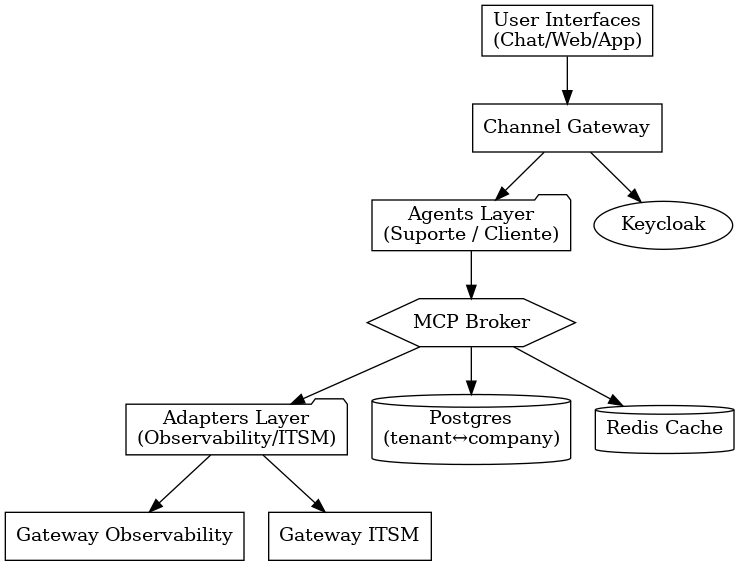 User Interfaces
(Chat/Web/App)
Channel Gateway
Agents Layer
(Suporte / Cliente)
Keycloak
MCP Broker
Adapters Layer
(Observability/ITSM)
Postgres
(tenant↔company)
Redis Cache
Gateway Observability
Gateway ITSM